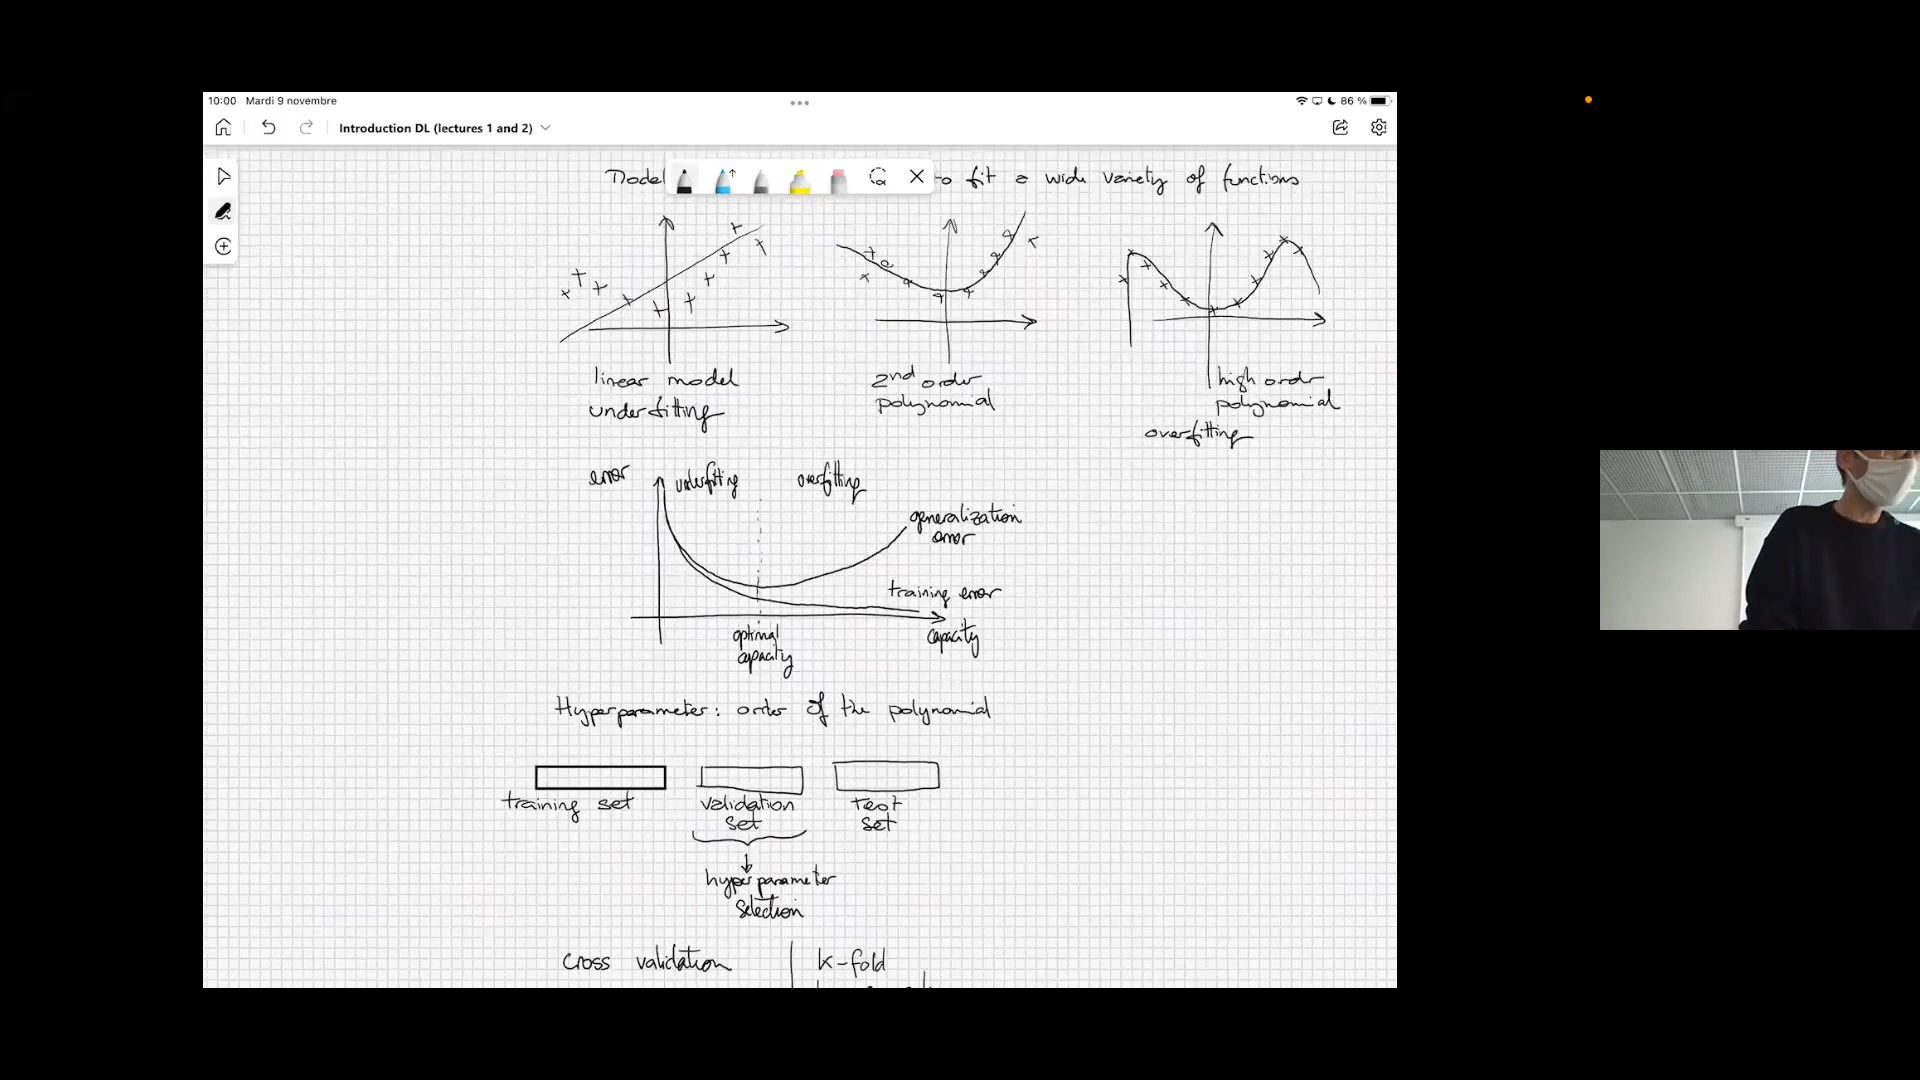 10:00 Mardi 9 novembre
86 %
Introduction DL (lectures 1 and 2)
Model
to fit a wide variety of functions
linear model
underfitting
2nd order
polynomial
high order
polynomial
overfitting
error
underfitting
overfitting
generalization
error
training error
optimal
capacity
capacity
Hyperparameter: order of the polynomial
training set
validation
set
test
set
hyperparameter
selection
cross validation
k-fold